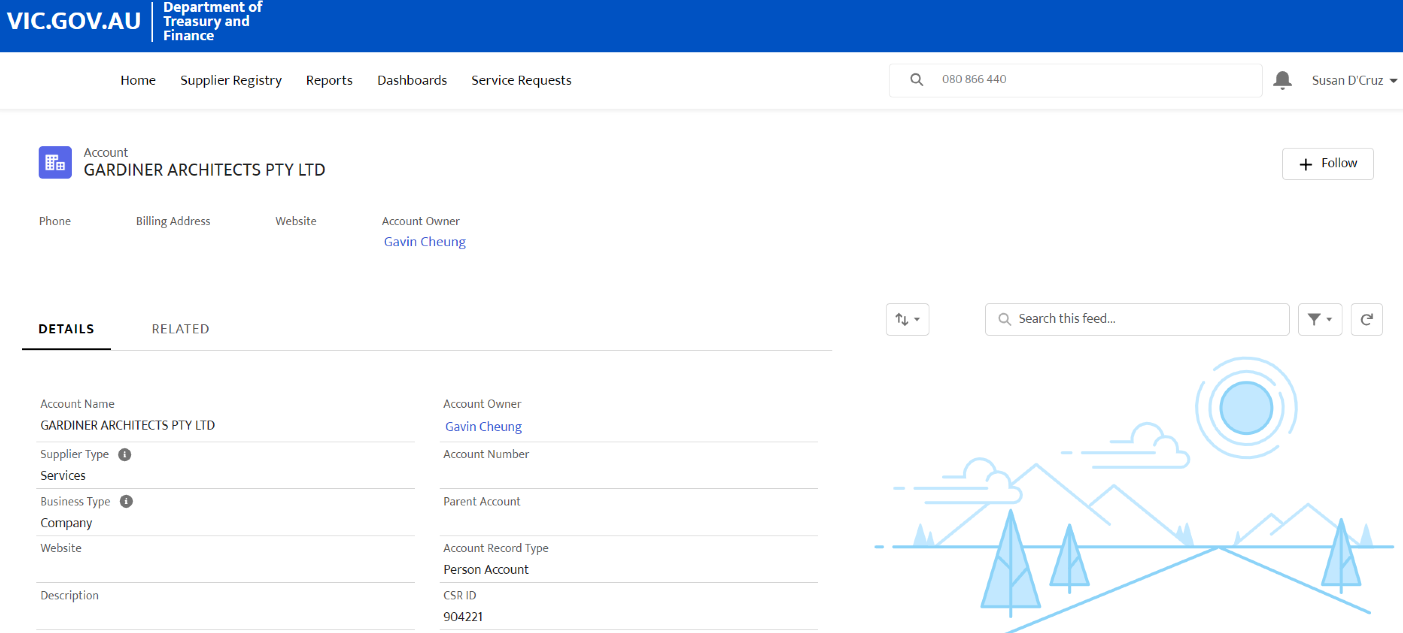 VIC.GOV.AU
Department of
Treasury and
Finance
Home Supplier Registry Reports Dashboards Service Requests
080 866 440
Susan D'Cruz
Account
GARDINER ARCHITECTS PTY LTD
+ Follow
Phone Billing Address Website Account Owner
Gavin Cheung
DETAILS RELATED
Search this feed...
Account Name Account Owner
GARDINER ARCHITECTS PTY LTD Gavin Cheung
Supplier Type Account Number
Services
Business Type Parent Account
Company
Website Account Record Type
Person Account
Description CSR ID
904221